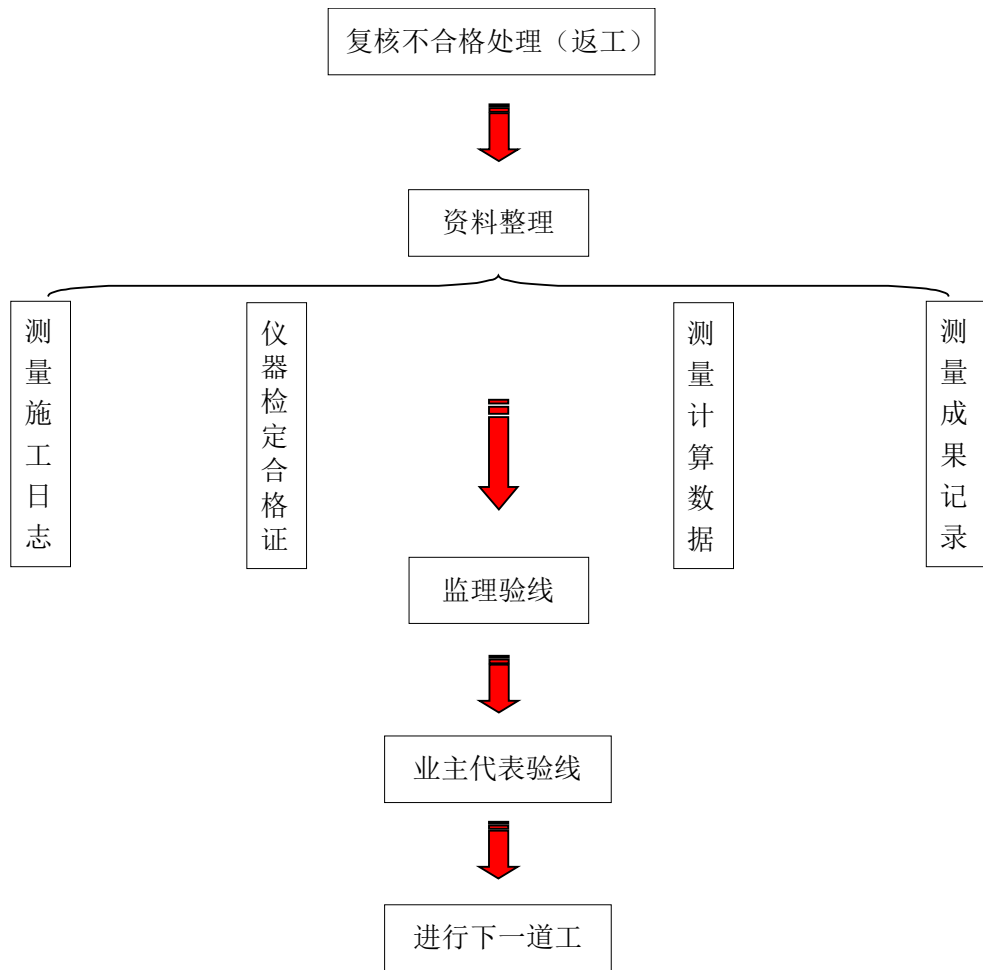 复核不合格处理（返工）
资料整理
测量施工日志
仪器检定合格证
测量计算数据
测量成果记录
监理验线
业主代表验线
进行下一道工